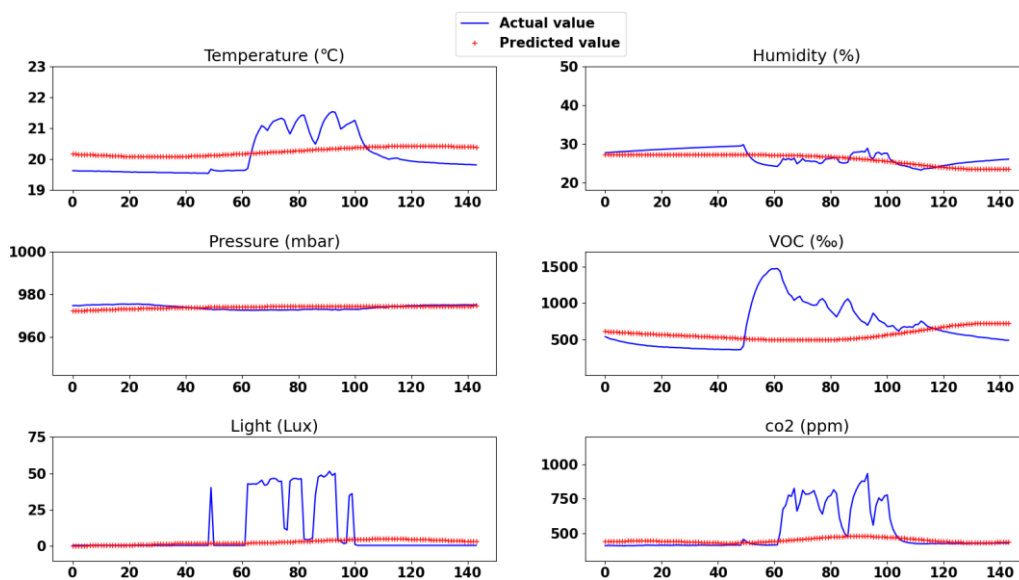 Actual value
Predicted value
Temperature (℃)
23
22
21
20
19
0 20 40 60 80 100 120 140
Humidity (%)
50
40
30
20
0 20 40 60 80 100 120 140
Pressure (mbar)
1000
980
960
0 20 40 60 80 100 120 140
VOC (‰)
1500
1000
500
0 20 40 60 80 100 120 140
Light (Lux)
75
50
25
0
0 20 40 60 80 100 120 140
co2 (ppm)
1000
750
500
0 20 40 60 80 100 120 140